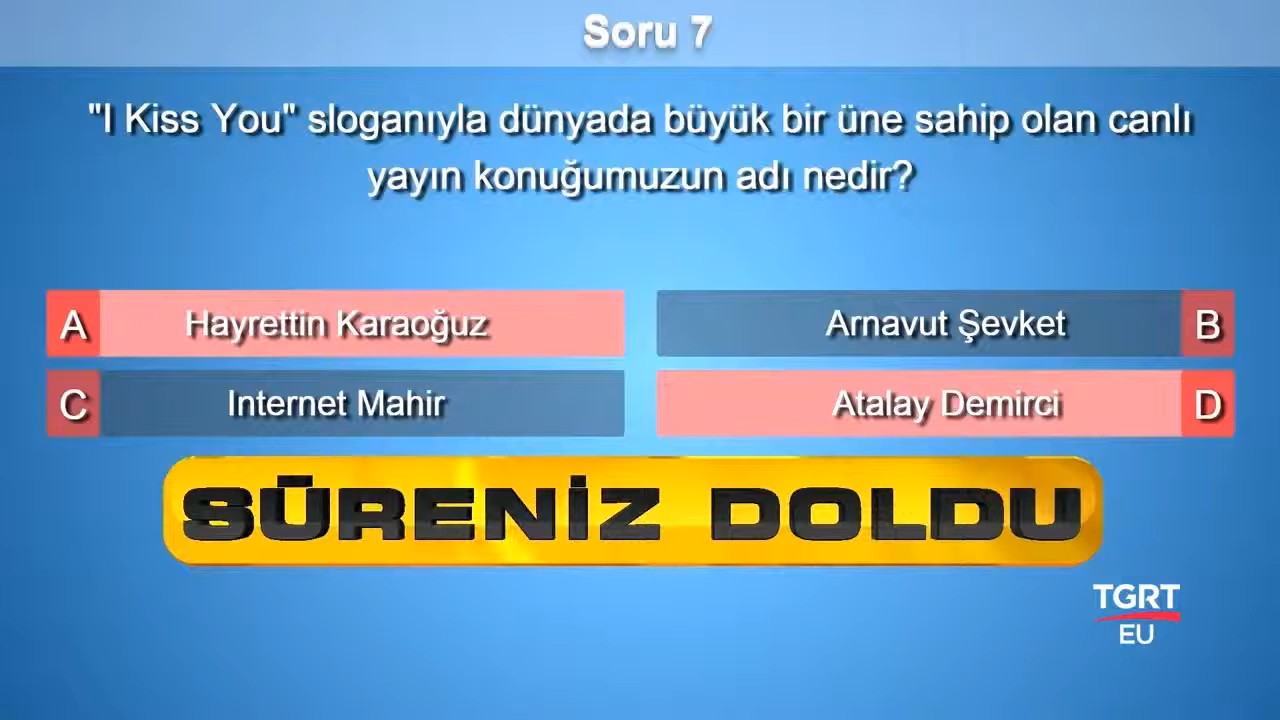 Soru 7
"I Kiss You" sloganıyla dünyada büyük bir üne sahip olan canlı
yayın konuğumuzun adı nedir?
A Hayrettin Karaoğuz
Arnavut Şevket B
C Internet Mahir
Atalay Demirci D
SÜRENİZ DOLDU
TGRT
EU